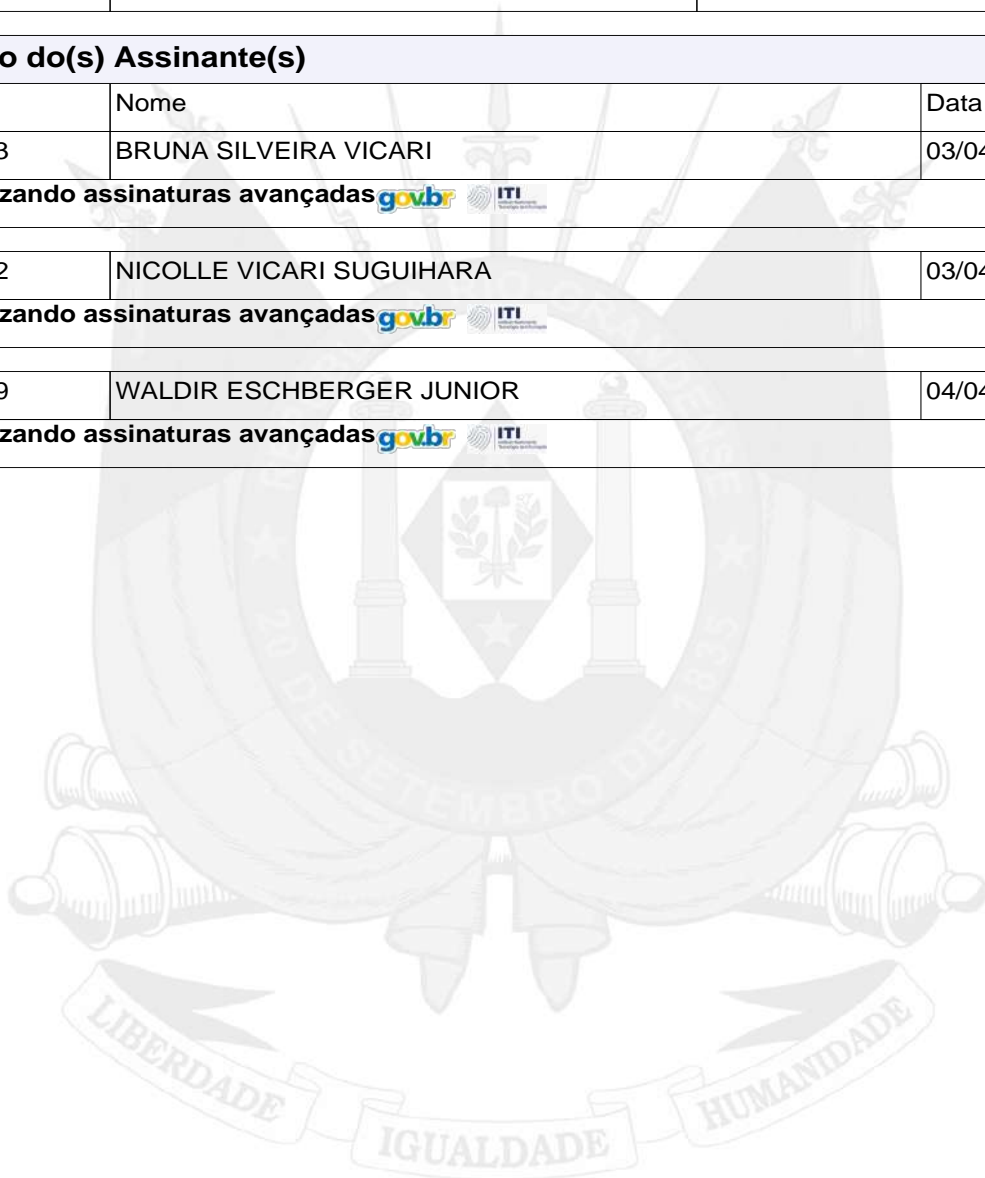 o do(s) Assinante(s)
Nome Data
3 BRUNA SILVEIRA VICARI 03/04
zando assinaturas avançadas gov.br ITI
2 NICOLLE VICARI SUGUIHARA 03/04
zando assinaturas avançadas gov.br ITI
9 WALDIR ESCHBERGER JUNIOR 04/04
zando assinaturas avançadas gov.br ITI
20 DE SETEMBRO DE 1835
LIBERDADE IGUALDADE HUMANIDADE